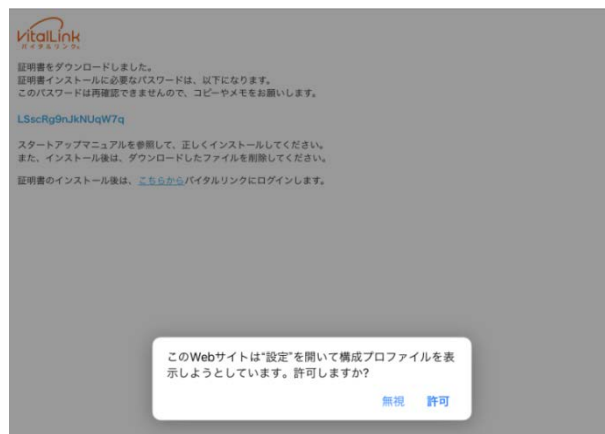 VitalLink
バイタルリンク®
証明書をダウンロードしました。
証明書インストールに必要なパスワードは、以下になります。
このパスワードは再確認できませんので、コピーやメモをお願いします。
LSscRg9nJkNUqW7q
スタートアップマニュアルを参照して、正しくインストールしてください。
また、インストール後は、ダウンロードしたファイルを削除してください。
証明書のインストール後は、こちらからバイタルリンクにログインします。
このWebサイトは“設定”を開いて構成プロファイルを表
示しようとしています。許可しますか?
無視 許可